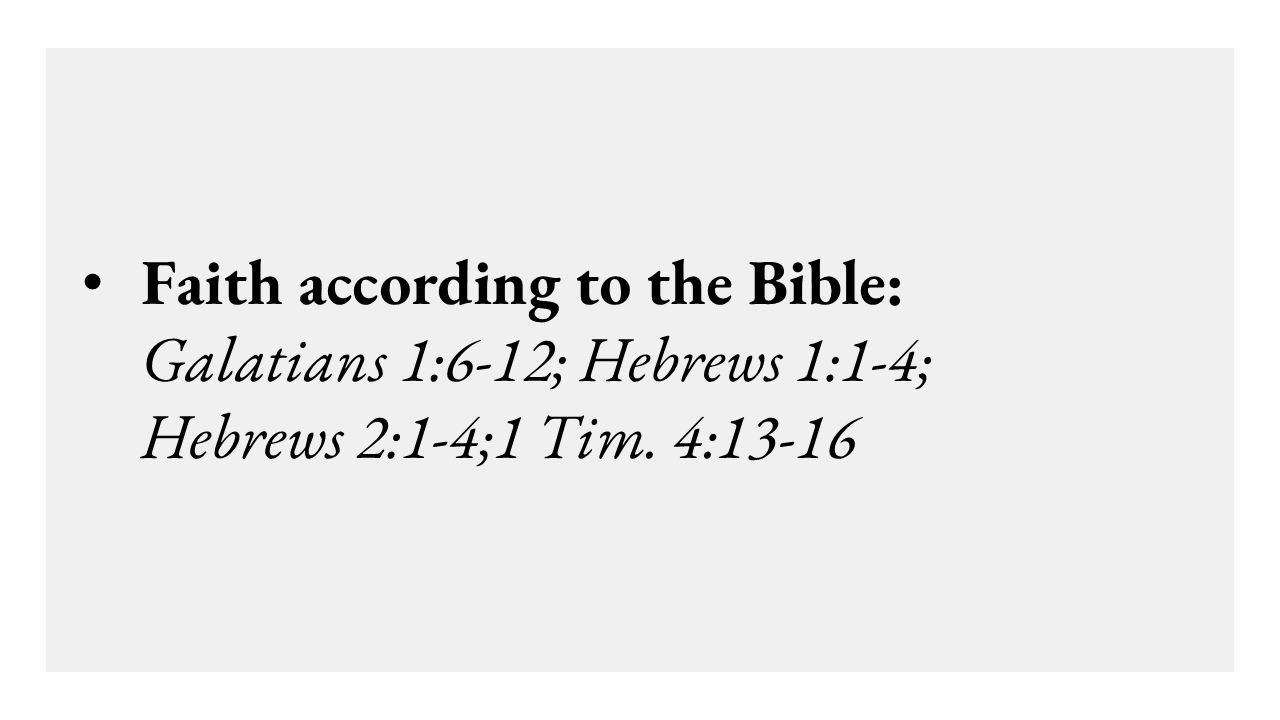 • Faith according to the Bible:
Galatians 1:6-12; Hebrews 1:1-4;
Hebrews 2:1-4;1 Tim. 4:13-16